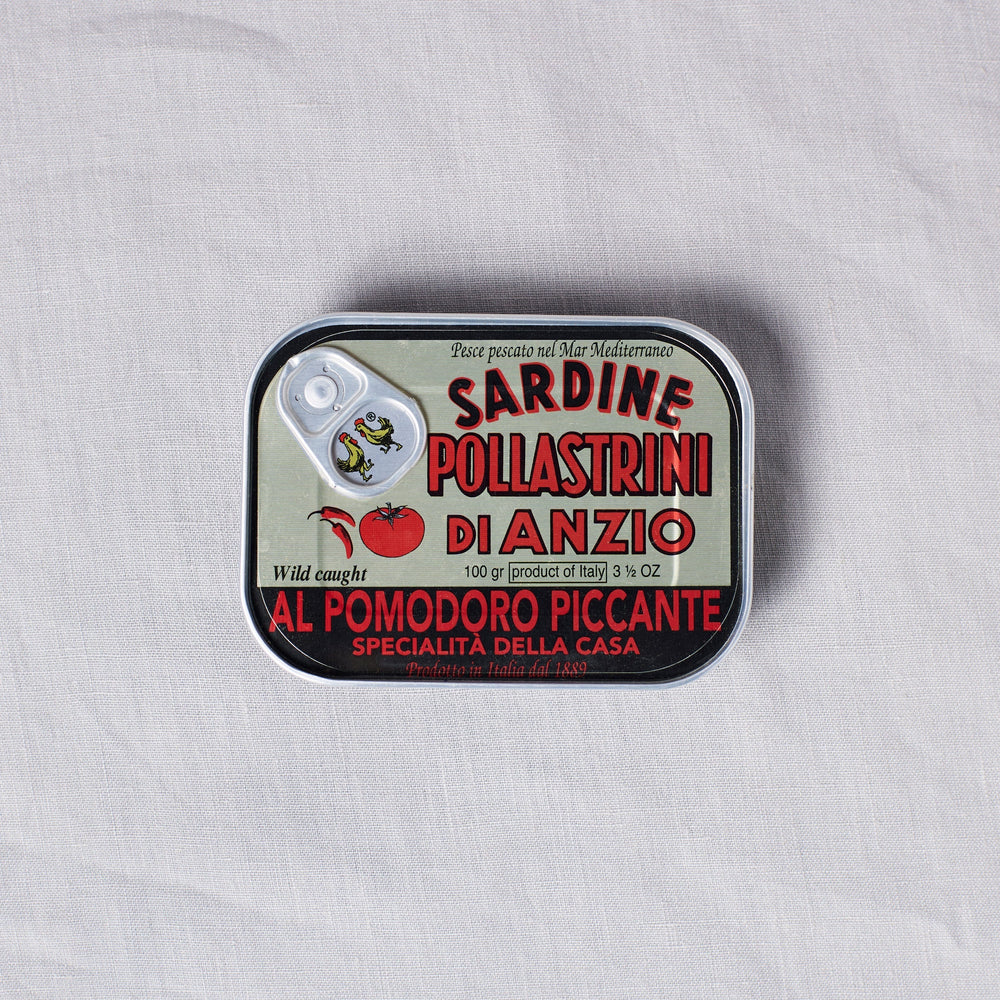 Pesce pescato nel Mar Mediterraneo
SARDINE
®
POLLASTRINI
DI ANZIO
Wild caught
100 gr product of Italy 3 ½ OZ
AL POMODORO PICCANTE
SPECIALITÀ DELLA CASA
Prodotto in Italia dal 1889